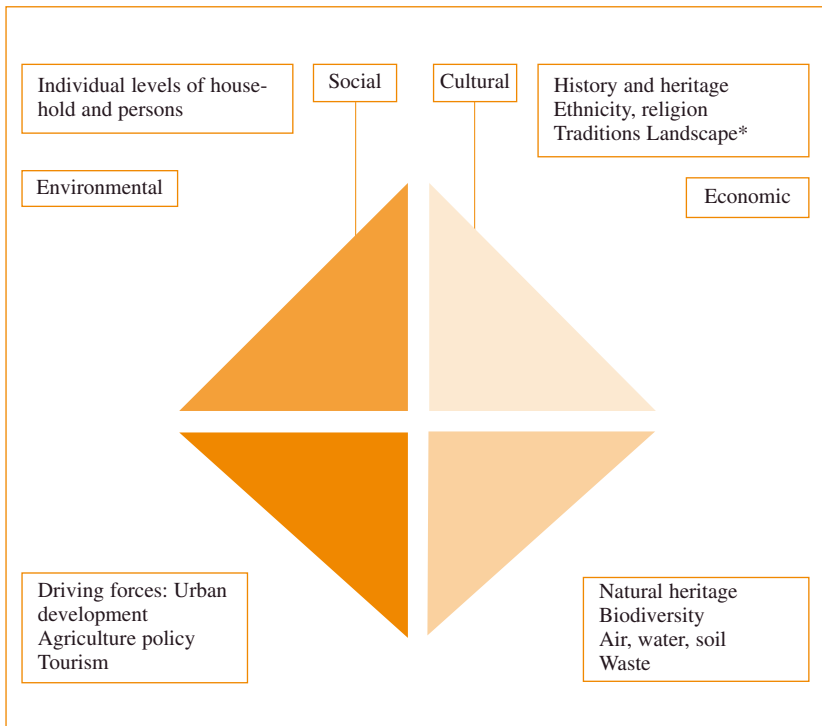 Individual levels of house-
hold and persons
Social
Cultural
History and heritage
Ethnicity, religion
Traditions Landscape*
Environmental
Economic
Driving forces: Urban
development
Agriculture policy
Tourism
Natural heritage
Biodiversity
Air, water, soil
Waste